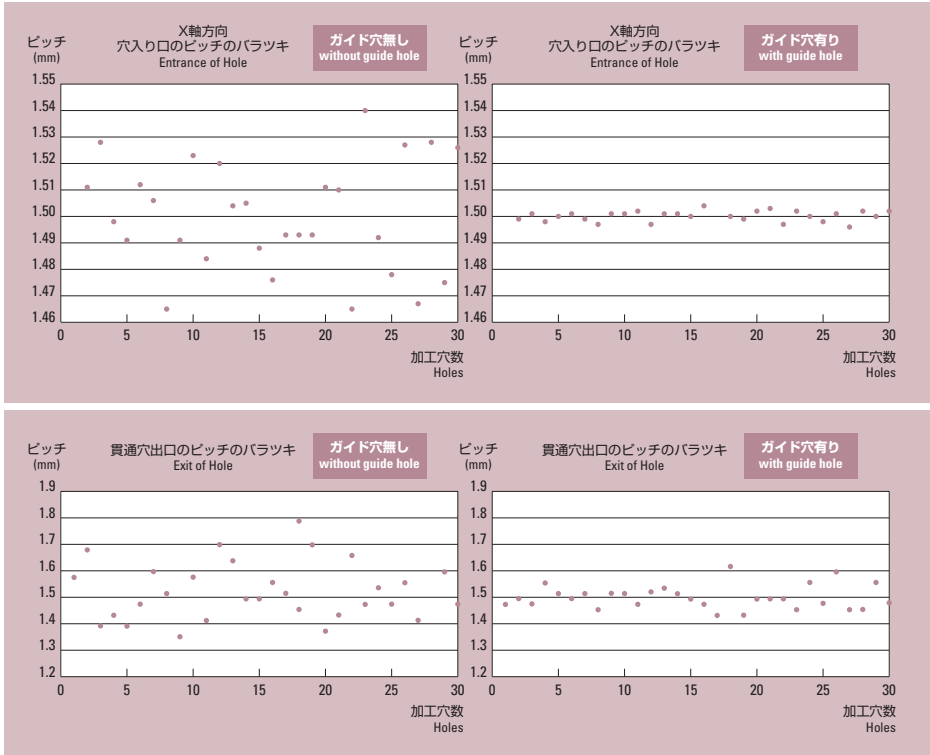 ピッチ
(mm)
X軸方向
穴入り口のピッチのバラツキ
Entrance of Hole
ガイド穴無し
without guide hole
1.55
1.54
1.53
1.52
1.51
1.50
1.49
1.48
1.47
1.46
0
5
10
15
20
25
30
加工穴数
Holes
ピッチ
(mm)
X軸方向
穴入り口のピッチのバラツキ
Entrance of Hole
ガイド穴有り
with guide hole
1.55
1.54
1.53
1.52
1.51
1.50
1.49
1.48
1.47
1.46
0
5
10
15
20
25
30
加工穴数
Holes
ピッチ
(mm)
貫通穴出口のピッチのバラツキ
Exit of Hole
ガイド穴無し
without guide hole
1.9
1.8
1.7
1.6
1.5
1.4
1.3
1.2
0
5
10
15
20
25
30
加工穴数
Holes
ピッチ
(mm)
貫通穴出口のピッチのバラツキ
Exit of Hole
ガイド穴有り
with guide hole
1.9
1.8
1.7
1.6
1.5
1.4
1.3
1.2
0
5
10
15
20
25
30
加工穴数
Holes